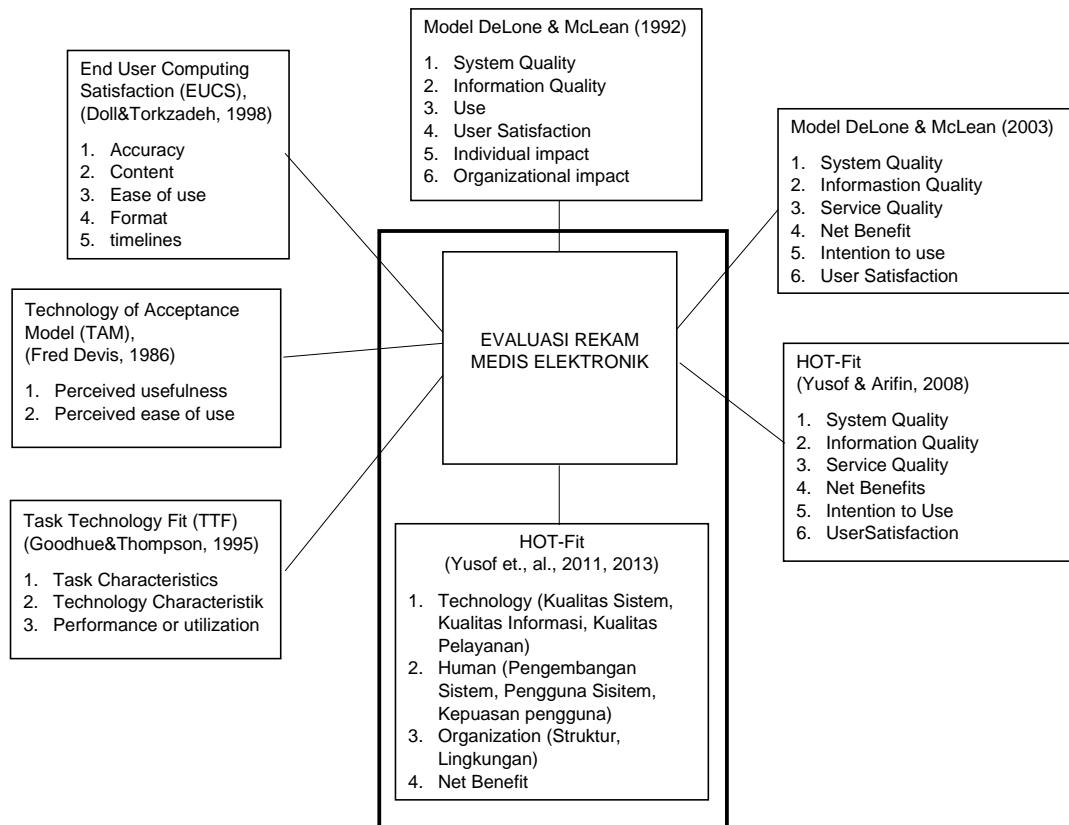 Model DeLone & McLean (1992)
1. System Quality
2. Information Quality
3. Use
4. User Satisfaction
5. Individual impact
6. Organizational impact
End User Computing
Satisfaction (EUCS),
(Doll&Torkzadeh, 1998)
1. Accuracy
2. Content
3. Ease of use
4. Format
5. timelines
Model DeLone & McLean (2003)
1. System Quality
2. Informastion Quality
3. Service Quality
4. Net Benefit
5. Intention to use
6. User Satisfaction
Technology of Acceptance
Model (TAM),
(Fred Devis, 1986)
1. Perceived usefulness
2. Perceived ease of use
EVALUASI REKAM
MEDIS ELEKTRONIK
HOT-Fit
(Yusof & Arifin, 2008)
1. System Quality
2. Information Quality
3. Service Quality
4. Net Benefits
5. Intention to Use
6. UserSatisfaction
Task Technology Fit (TTF)
(Goodhue&Thompson, 1995)
1. Task Characteristics
2. Technology Characteristik
3. Performance or utilization
HOT-Fit
(Yusof et., al., 2011, 2013)
1. Technology (Kualitas Sistem,
Kualitas Informasi, Kualitas
Pelayanan)
2. Human (Pengembangan
Sistem, Pengguna Sisitem,
Kepuasan pengguna)
3. Organization (Struktur,
Lingkungan)
4. Net Benefit